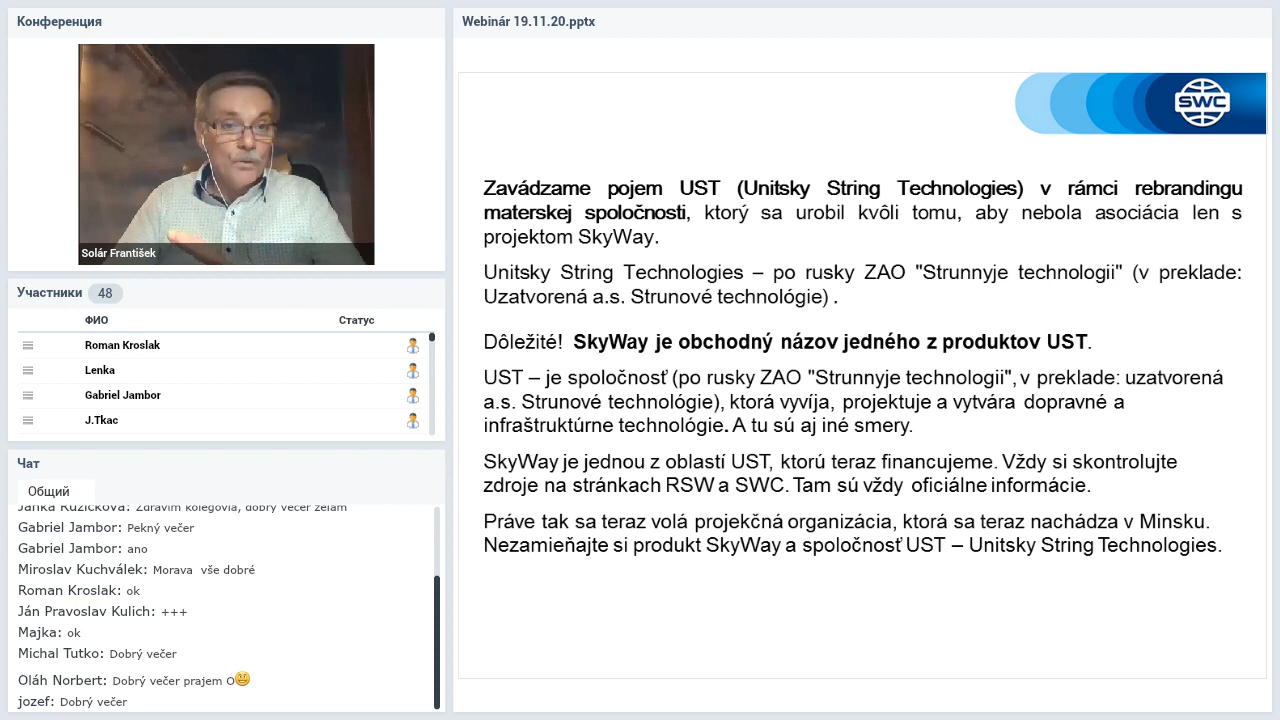 Конференция
Solár František
Участники 48
ФИО Статус
Roman Kroslak
Lenka
Gabriel Jambor
J.Tkac
Чат
Общий
Janka Ružičková: Zdravím kolegovia, dobrý večer želám
Gabriel Jambor: Pekný večer
Gabriel Jambor: ano
Miroslav Kuchválek: Morava vše dobré
Roman Kroslak: ok
Ján Pravoslav Kulich: +++
Majka: ok
Michal Tutko: Dobrý večer
Oláh Norbert: Dobrý večer prajem O
jozef: Dobrý večer
Webinár 19.11.20.pptx
SWC
Zavádzame pojem UST (Unitsky String Technologies) v rámci rebrandingu
materskej spoločnosti, ktorý sa urobil kvôli tomu, aby nebola asociácia len s
projektom SkyWay.
Unitsky String Technologies – po rusky ZAO "Strunnyje technologii" (v preklade:
Uzatvorená a.s. Strunové technológie) .
Dôležité! SkyWay je obchodný názov jedného z produktov UST.
UST – je spoločnosť (po rusky ZAO "Strunnyje technologii", v preklade: uzatvorená
a.s. Strunové technológie), ktorá vyvíja, projektuje a vytvára dopravné a
infraštruktúrne technológie. A tu sú aj iné smery.
SkyWay je jednou z oblastí UST, ktorú teraz financujeme. Vždy si skontrolujte
zdroje na stránkach RSW a SWC. Tam sú vždy oficiálne informácie.
Práve tak sa teraz volá projekčná organizácia, ktorá sa teraz nachádza v Minsku.
Nezamieňajte si produkt SkyWay a spoločnosť UST – Unitsky String Technologies.